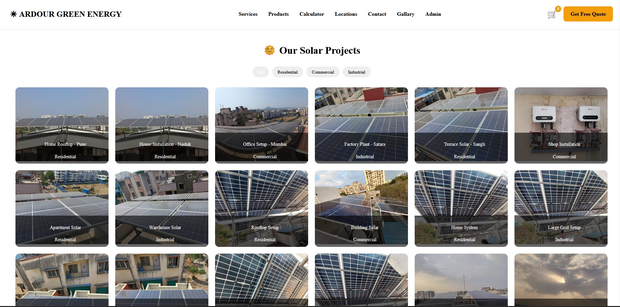 ARDOUR GREEN ENERGY
Services Products Calculator Locations Contact Gallary Admin
Get Free Quote
Our Solar Projects
Residential Commercial Industrial
Home Rooftop - Pune
Residential
House Installation - Nashik
Residential
Office Setup - Mumbai
Commercial
Factory Plant - Satara
Industrial
Terrace Solar - Sangli
Residential
Shop Installation
Commercial
Apartment Solar
Residential
Warehouse Solar
Industrial
Rooftop Setup
Residential
Building Solar
Commercial
Home System
Residential
Large Grid Setup
Industrial